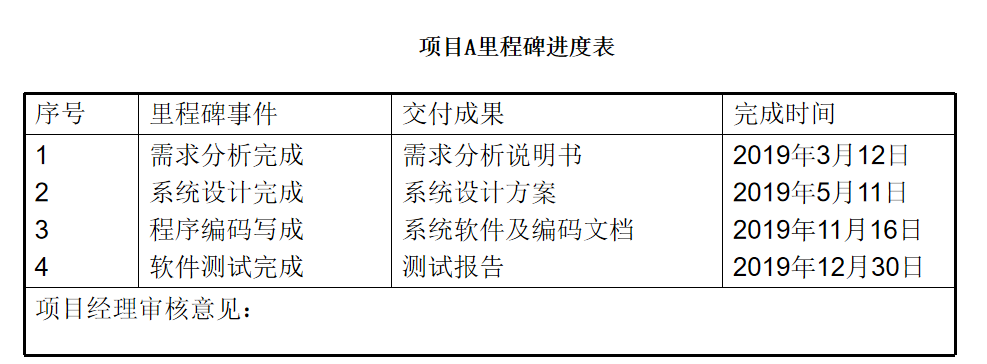 项目A里程碑进度表
序号 里程碑事件 交付成果 完成时间
1 需求分析完成 需求分析说明书 2019年3月12日
2 系统设计完成 系统设计方案 2019年5月11日
3 程序编码写成 系统软件及编码文档 2019年11月16日
4 软件测试完成 测试报告 2019年12月30日
项目经理审核意见：